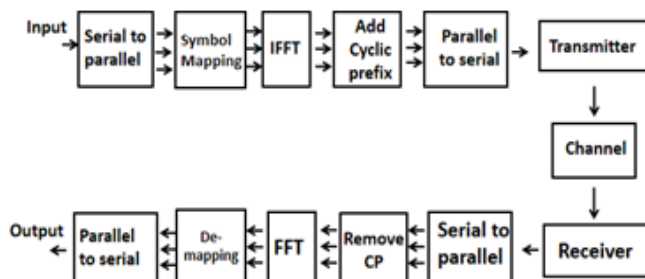 Input
Serial to
parallel
Symbol
Mapping
IFFT
Add
Cyclic
prefix
Parallel
to serial
Transmitter
Channel
Output
Parallel
to serial
De-
mapping
FFT
Remove
CP
Serial to
parallel
Receiver